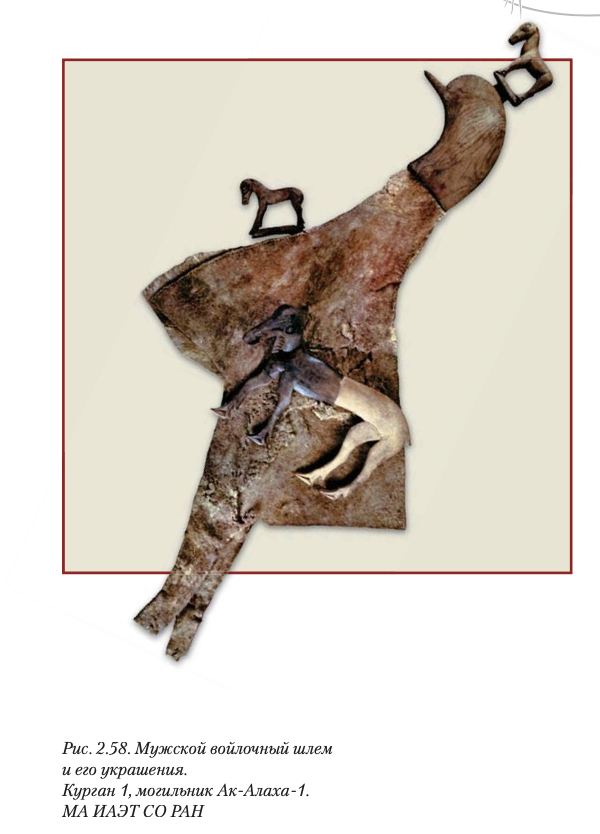 Рис. 2.58. Мужской войлочный шлем
и его украшения.
Курган 1, могильник Ак-Алаха-1.
МА ИАЭТ СО РАН